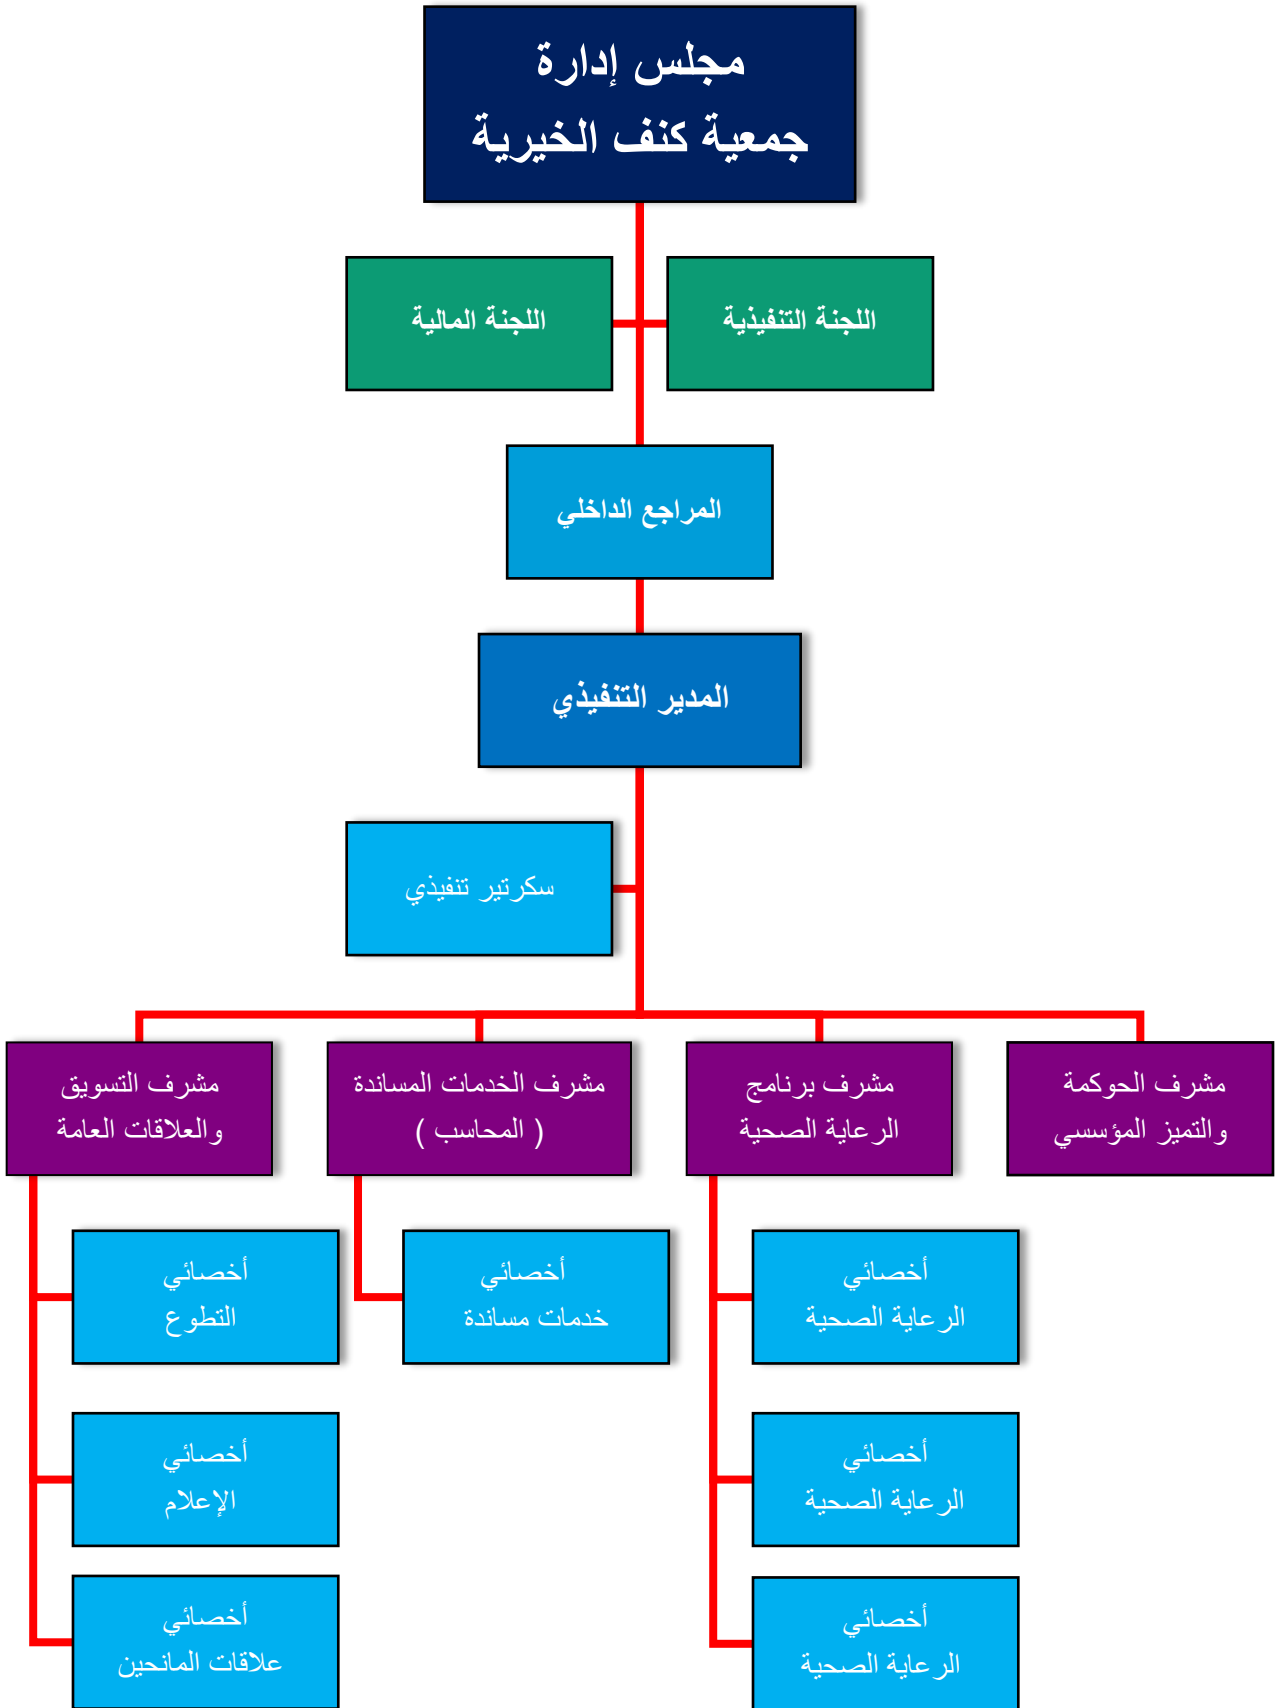 مجلس إدارة
جمعية كنف الخيرية
اللجنة التنفيذية
اللجنة المالية
المراجع الداخلي
المدير التنفيذي
سكرتير تنفيذي
مشرف الحوكمة
والتميز المؤسسي
مشرف برنامج
الرعاية الصحية
مشرف الخدمات المساندة
( المحاسب )
مشرف التسويق
والعلاقات العامة
أخصائي
الرعاية الصحية
أخصائي
خدمات مساندة
أخصائي
التطوع
أخصائي
الرعاية الصحية
أخصائي
الإعلام
أخصائي
الرعاية الصحية
أخصائي
علاقات المانحين